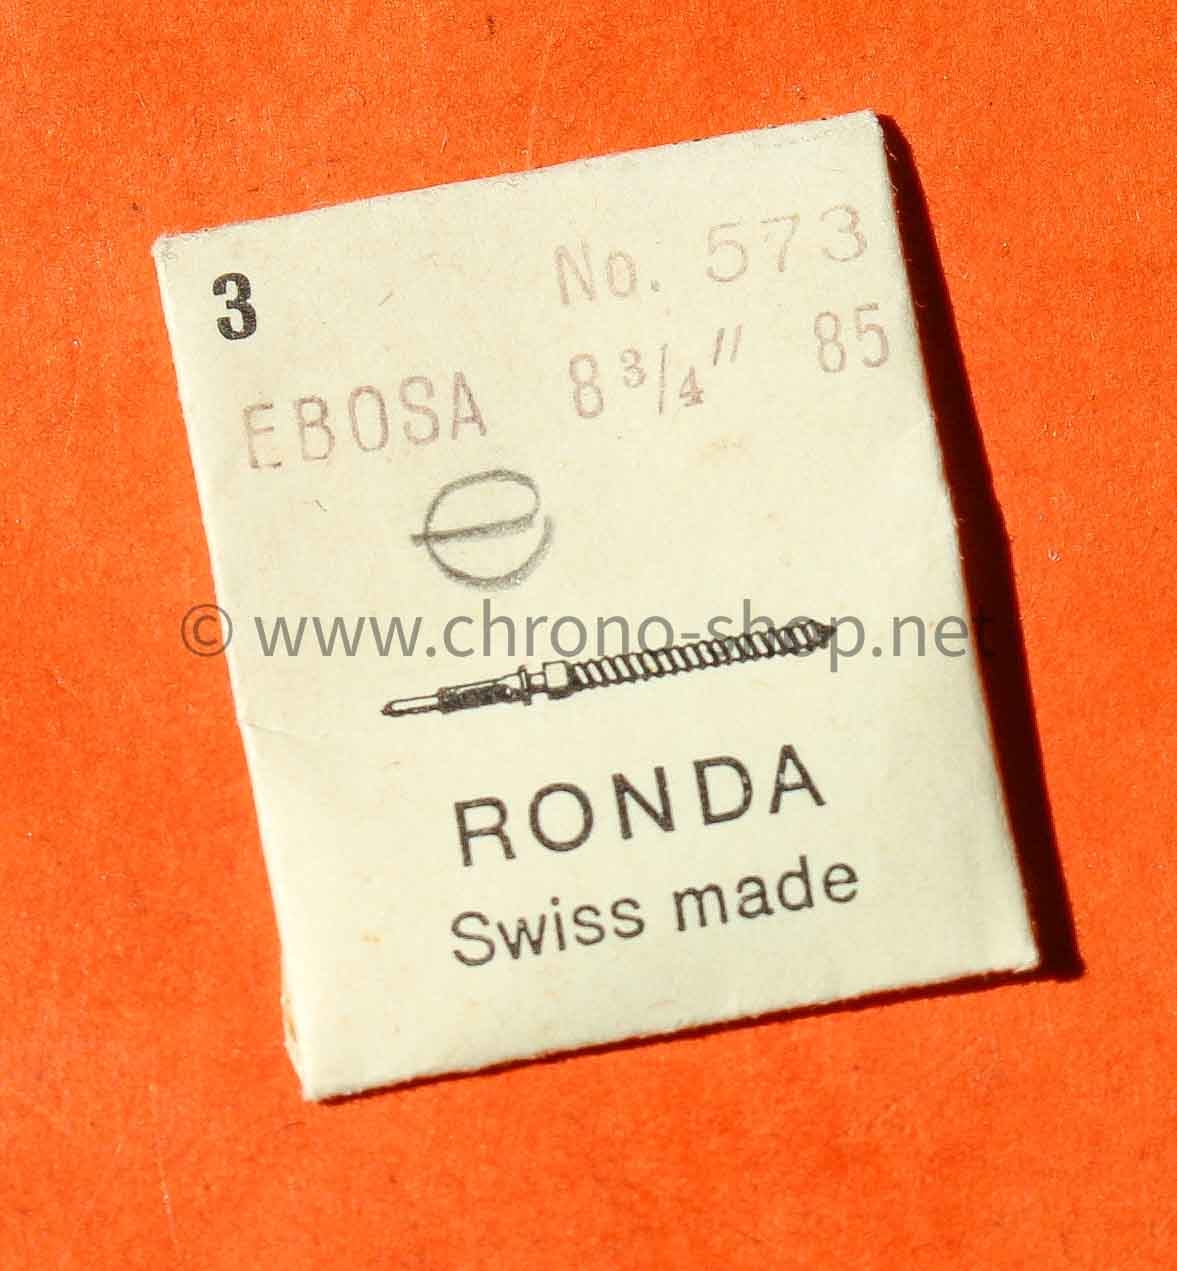 3 No. 573
EBOSA 8 3/4 '' 85
© www.chrono-shop.net
RONDA
Swiss made